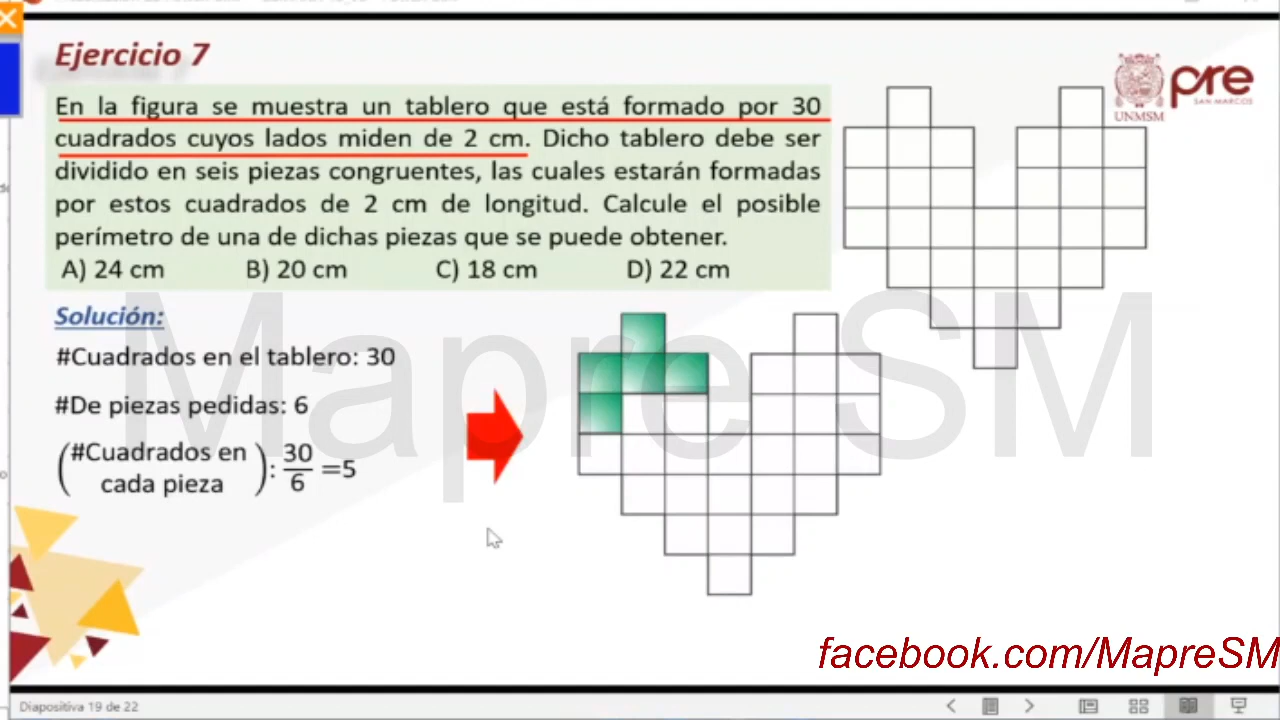 Ejercicio 7
pre
SAN MARCOS
UNMSM
En la figura se muestra un tablero que está formado por 30
cuadrados cuyos lados miden de 2 cm. Dicho tablero debe ser
dividido en seis piezas congruentes, las cuales estarán formadas
por estos cuadrados de 2 cm de longitud. Calcule el posible
perímetro de una de dichas piezas que se puede obtener.
A) 24 cm B) 20 cm C) 18 cm D) 22 cm
Solución:
#Cuadrados en el tablero: 30
#De piezas pedidas: 6
(#Cuadrados en
cada pieza): 30/6 =5
Mapre SM
facebook.com/MapreSM
Diapositiva 19 de 22